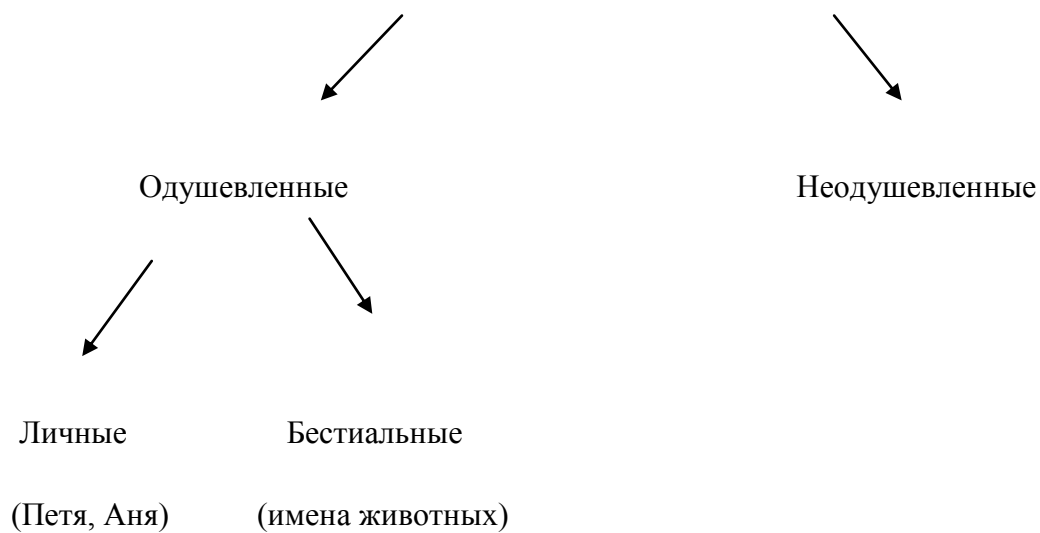 Одушевленные Неодушевленные
Личные Бестиальные
(Петя, Аня) (имена животных)